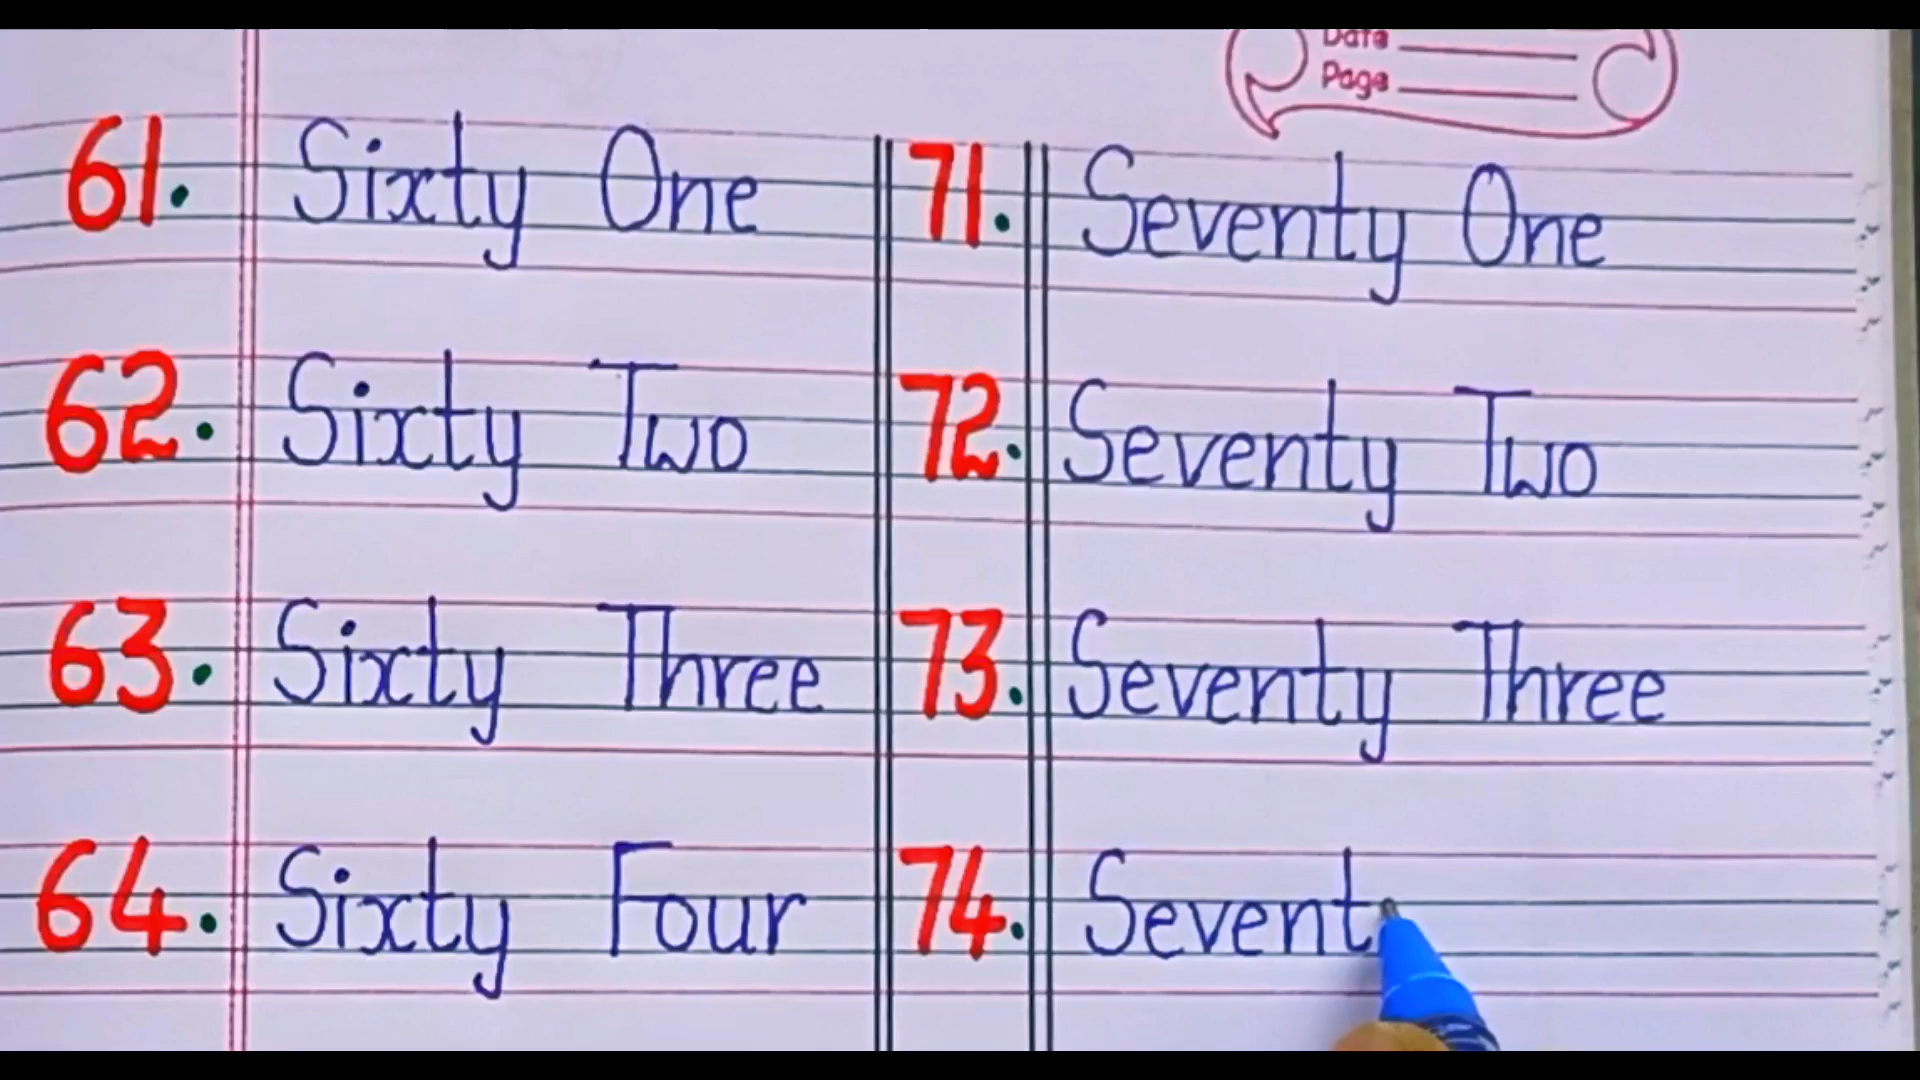 Date
Page
61. Sixty One 71. Seventy One
62. Sixty Two 72. Seventy Two
63. Sixty Three 73. Seventy Three
64. Sixty Four 74. Sevent